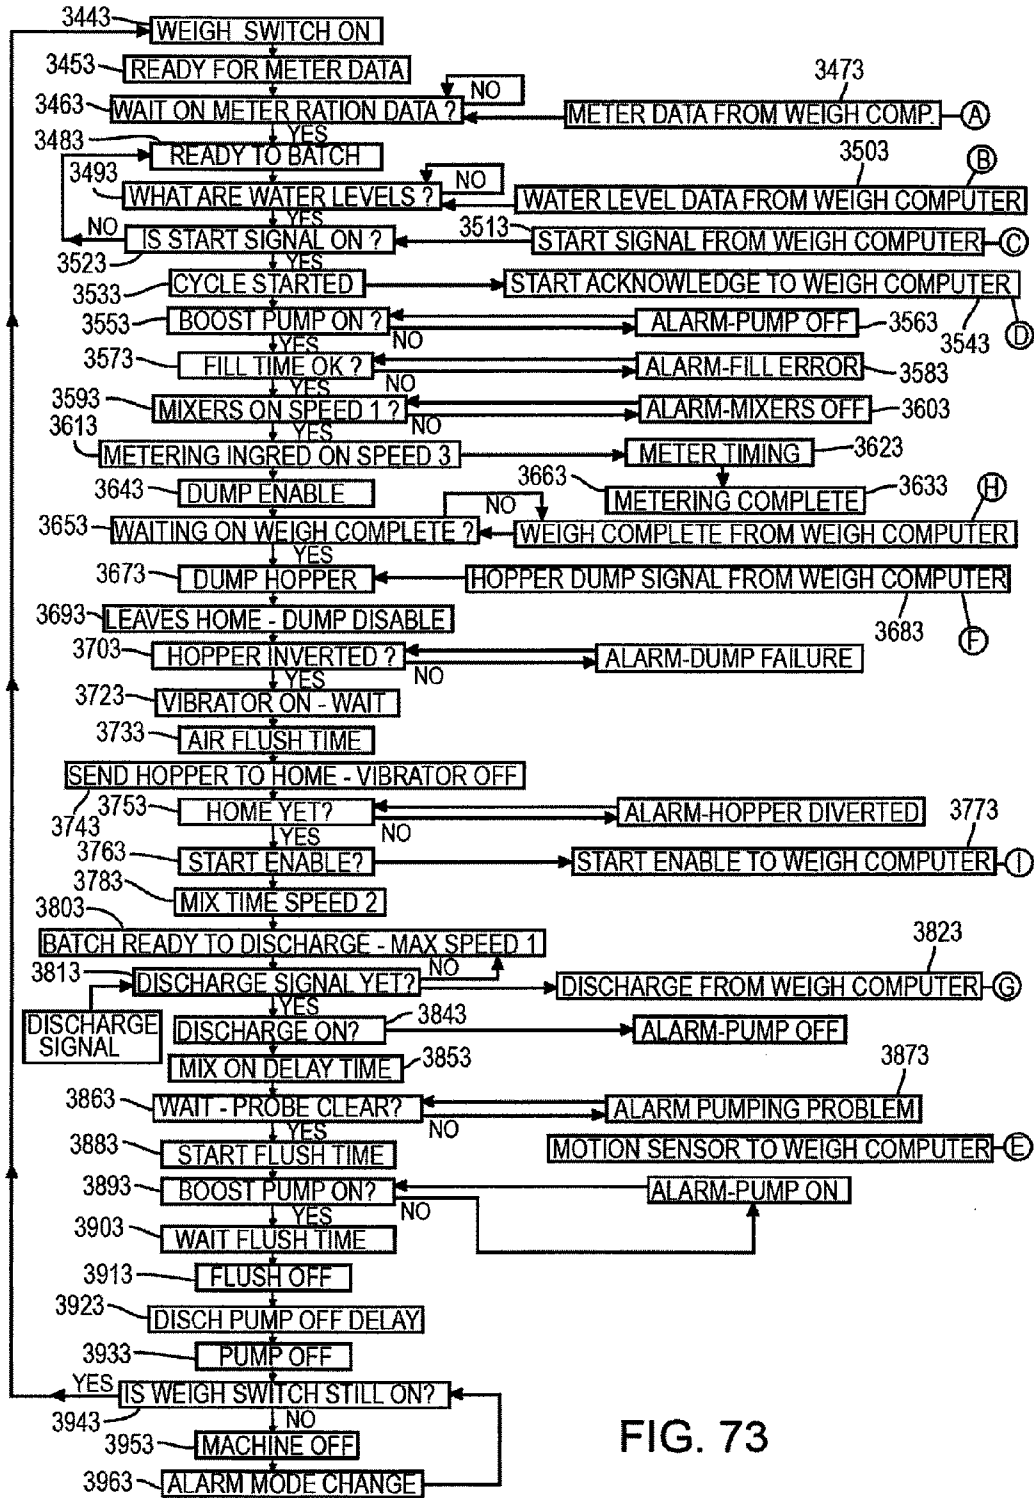 3443
WEIGH SWITCH ON
3453
READY FOR METER DATA
NO
3473
3463
WAIT ON METER RATION DATA ?
METER DATA FROM WEIGH COMP.
A
YES
3483
READY TO BATCH
3503
B
3493
WHAT ARE WATER LEVELS ?
NO
WATER LEVEL DATA FROM WEIGH COMPUTER
YES
NO
IS START SIGNAL ON ?
3513
START SIGNAL FROM WEIGH COMPUTER
C
3523
YES
3533
CYCLE STARTED
START ACKNOWLEDGE TO WEIGH COMPUTER
3543
D
3553
BOOST PUMP ON ?
ALARM-PUMP OFF
3563
YES
NO
3573
FILL TIME OK ?
ALARM-FILL ERROR
3583
YES
NO
3593
MIXERS ON SPEED 1 ?
ALARM-MIXERS OFF
3603
YES
NO
3613
METERING INGRED ON SPEED 3
METER TIMING
3623
3643
DUMP ENABLE
3663
METERING COMPLETE
3633
H
3653
WAITING ON WEIGH COMPLETE ?
NO
WEIGH COMPLETE FROM WEIGH COMPUTER
YES
3673
DUMP HOPPER
HOPPER DUMP SIGNAL FROM WEIGH COMPUTER
3683
F
3693
LEAVES HOME - DUMP DISABLE
3703
HOPPER INVERTED ?
ALARM-DUMP FAILURE
YES
NO
3723
VIBRATOR ON - WAIT
3733
AIR FLUSH TIME
SEND HOPPER TO HOME - VIBRATOR OFF
3743
3753
HOME YET?
ALARM-HOPPER DIVERTED
3773
YES
NO
3763
START ENABLE?
START ENABLE TO WEIGH COMPUTER
I
3783
MIX TIME SPEED 2
3803
BATCH READY TO DISCHARGE - MAX SPEED 1
3823
3813
DISCHARGE SIGNAL YET?
NO
DISCHARGE FROM WEIGH COMPUTER
G
YES
DISCHARGE
SIGNAL
DISCHARGE ON?
3843
ALARM-PUMP OFF
MIX ON DELAY TIME
3853
3873
3863
WAIT - PROBE CLEAR?
ALARM PUMPING PROBLEM
YES
NO
3883
START FLUSH TIME
MOTION SENSOR TO WEIGH COMPUTER
E
3893
BOOST PUMP ON?
ALARM-PUMP ON
YES
NO
3903
WAIT FLUSH TIME
3913
FLUSH OFF
3923
DISCH PUMP OFF DELAY
3933
PUMP OFF
YES
IS WEIGH SWITCH STILL ON?
3943
NO
3953
MACHINE OFF
3963
ALARM MODE CHANGE
FIG. 73